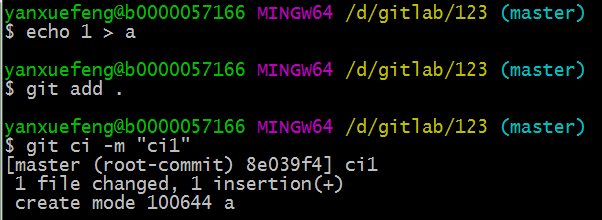 yanxuefeng@b0000057166 MINGW64 /d/gitlab/123 (master)
$ echo 1 > a
yanxuefeng@b0000057166 MINGW64 /d/gitlab/123 (master)
$ git add .
yanxuefeng@b0000057166 MINGW64 /d/gitlab/123 (master)
$ git ci -m "ci1"
[master (root-commit) 8e039f4] ci1
 1 file changed, 1 insertion(+)
 create mode 100644 a